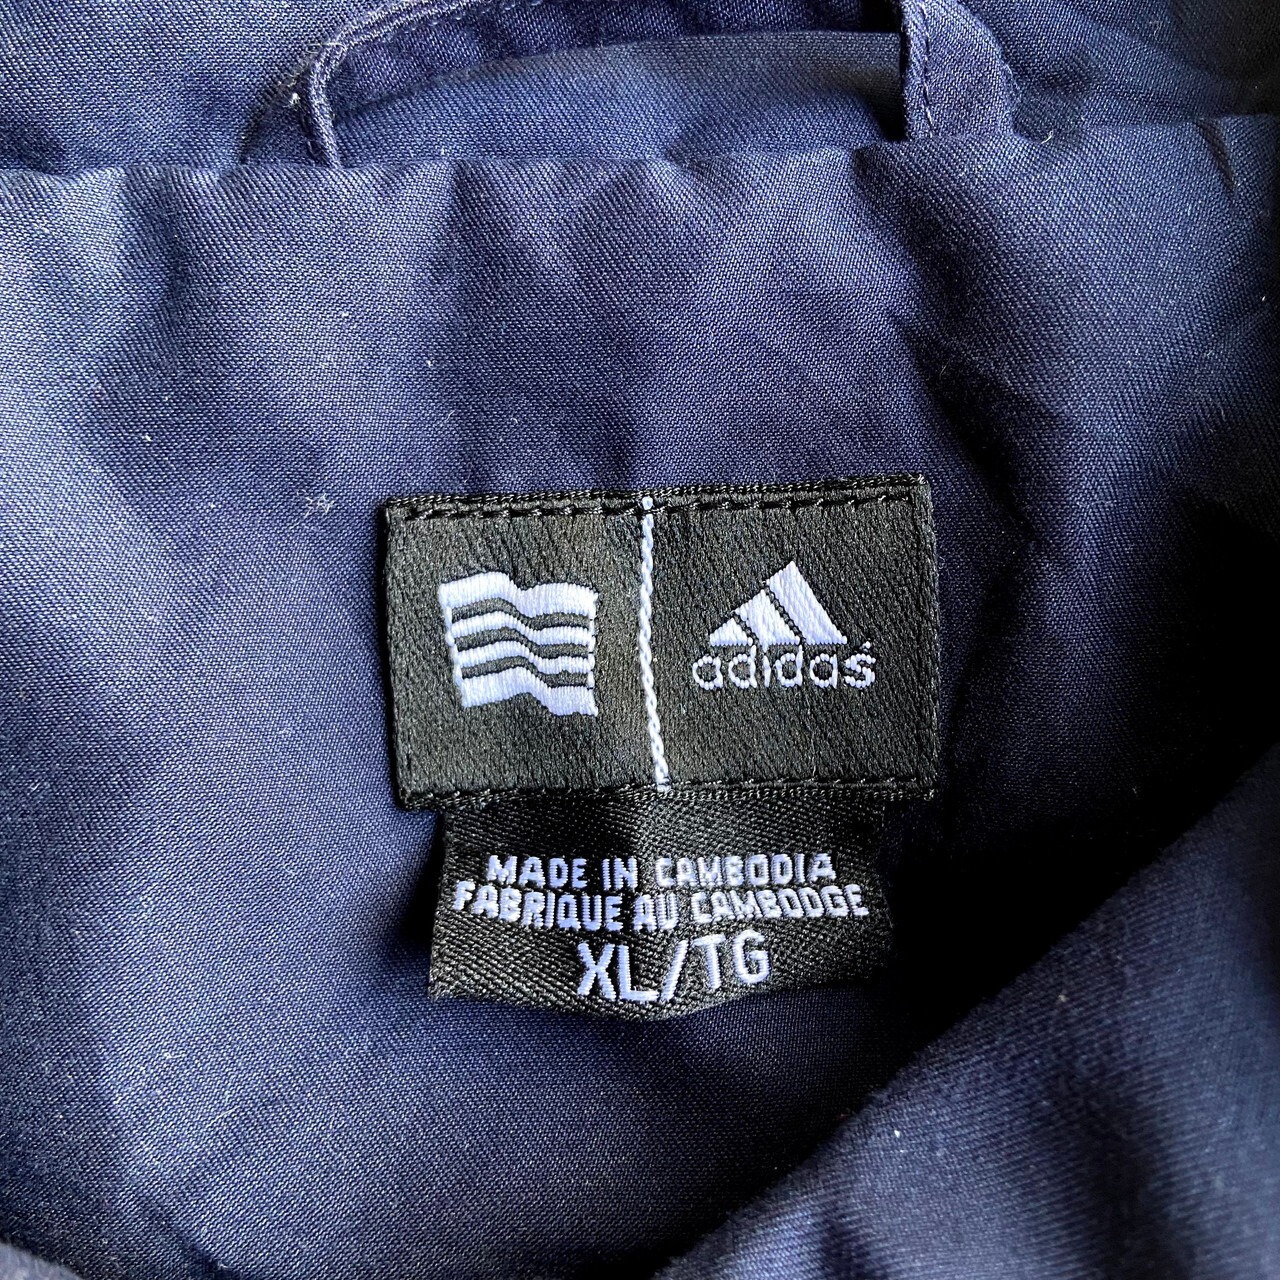 adidas
MADE IN CAMBODIA
FABRIQUE AU CAMBODGE
XL/TG